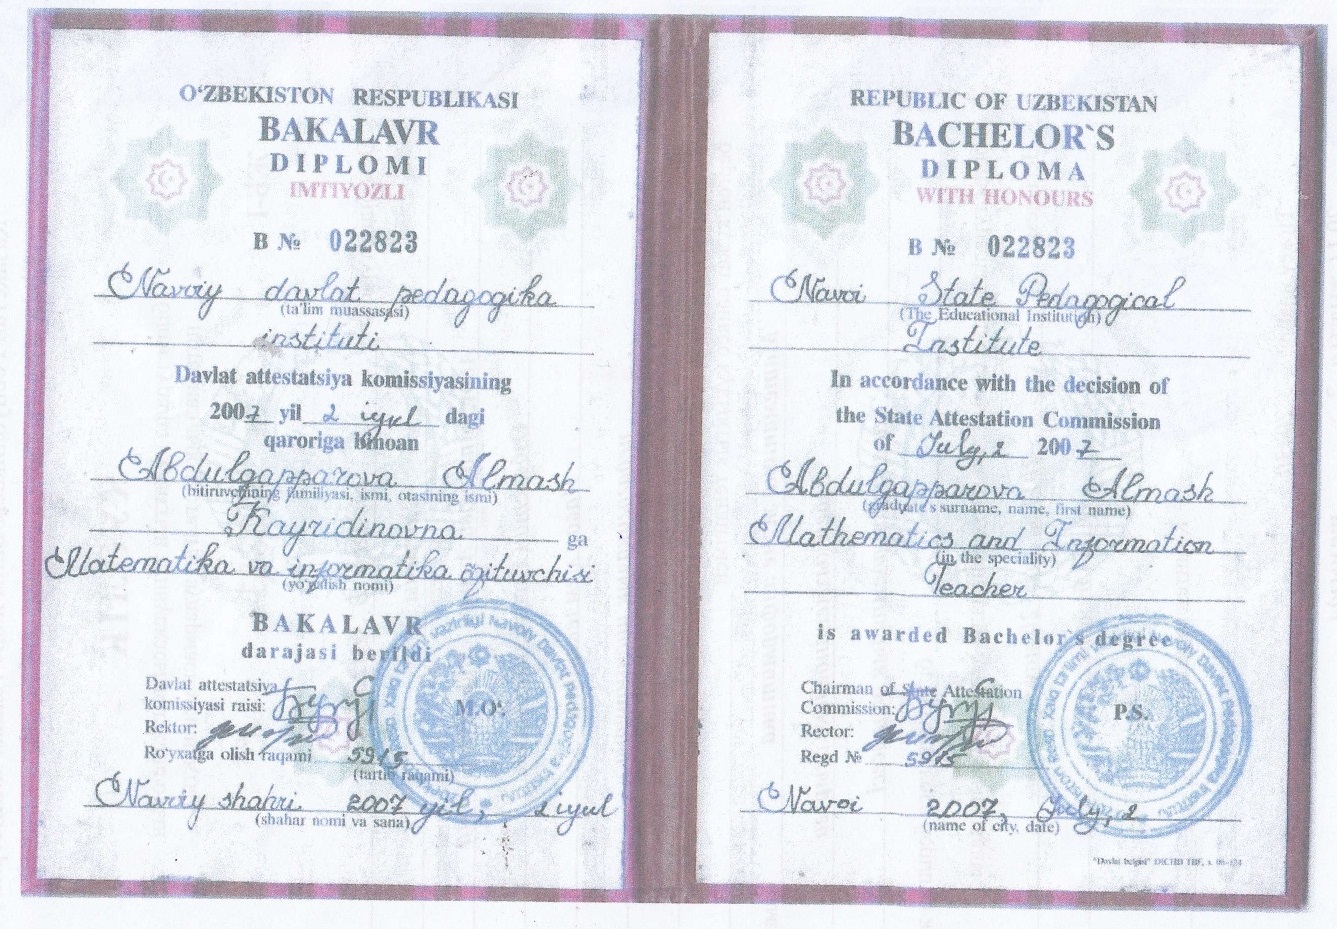 O‘ZBEKISTON RESPUBLIKASI
BAKALAVR
DIPLOMI
IMTIYOZLI
B № 022823
Navoiy davlat pedagogika
(ta'lim muassasasi)
instituti
Davlat attestatsiya komissiyasining
2007 yil 2 iyul dagi
qaroriga binoan
Abdulgapparova Almash
(bitiruvchining familiyasi, ismi, otasining ismi)
Kayridinovna ga
Matematika va informatika o‘qituvchisi
(yo‘nalish nomi)
BAKALAVR
darajasi berildi
Davlat attestatsiya
komissiyasi raisi:
M.O‘.
Rektor:
Ro‘yxatga olish raqami 5915
(tartib raqami)
Navoiy shahri 2007 yil, 2 iyul
(shahar nomi va sana)
REPUBLIC OF UZBEKISTAN
BACHELOR`S
DIPLOMA
WITH HONOURS
B № 022823
Navoi State Pedagogical
(The Educational Institution)
Institute
In accordance with the decision of
the State Attestation Commission
of July, 2 2007
Abdulgapparova Almash
(graduate's surname, name, first name)
Mathematics and Information
(in the speciality)
Teacher
is awarded Bachelor`s degree
Chairman of State Attestation
Commission:
P.S.
Rector:
Regd № 5915
Navoi 2007, July, 2
(name of city, date)